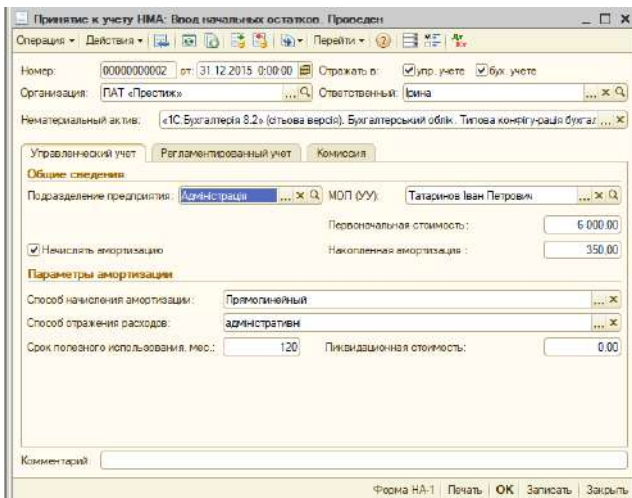 Принятие к учету НМА: Ввод начальных остатков. Проведен
Операция Действия Перейти
Номер: 00000000002 от: 31.12.2015 0:00:00 Отражать в: упр. учете бух. учете
Организация: ПАТ «Престиж» ... Ответственный: Ірина ...
Нематериальный актив: «1С:Бухгалтерія 8.2» (сітьова версія). Бухгалтерський облік. Типова конфігу-рація бухгал ...
Управленческий учет Регламентированный учет Комиссия
Общие сведения
Подразделение предприятия: Адміністрація ... МОЛ (УУ): Татаринов Іван Петрович ...
Первоначальная стоимость: 6 000.00
Начислять амортизацию Накопленная амортизация : 350,00
Параметры амортизации
Способ начисления амортизации: Прямолинейный ...
Способ отражения расходов: адміністративні ...
Срок полезного использования, мес.: 120 Ликвидационная стоимость: 0.00
Комментарий:
Форма НА-1 Печать OK Записать Закрыть